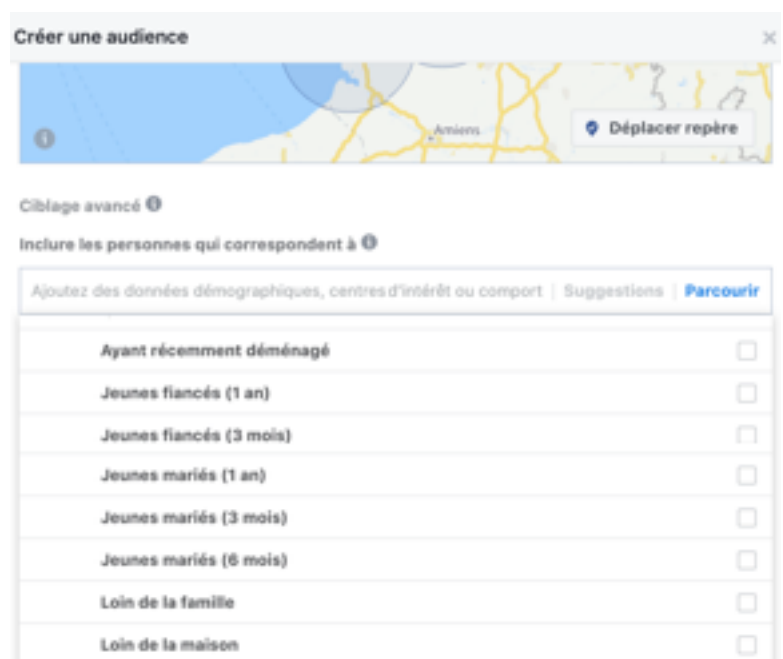 Créer une audience
Amiens
Déplacer repère
Ciblage avancé
Inclure les personnes qui correspondent à
Ajoutez des données démographiques, centres d'intérêt ou comport | Suggestions | Parcourir
Ayant récemment déménagé
Jeunes fiancés (1 an)
Jeunes fiancés (3 mois)
Jeunes mariés (1 an)
Jeunes mariés (3 mois)
Jeunes mariés (6 mois)
Loin de la famille
Loin de la maison